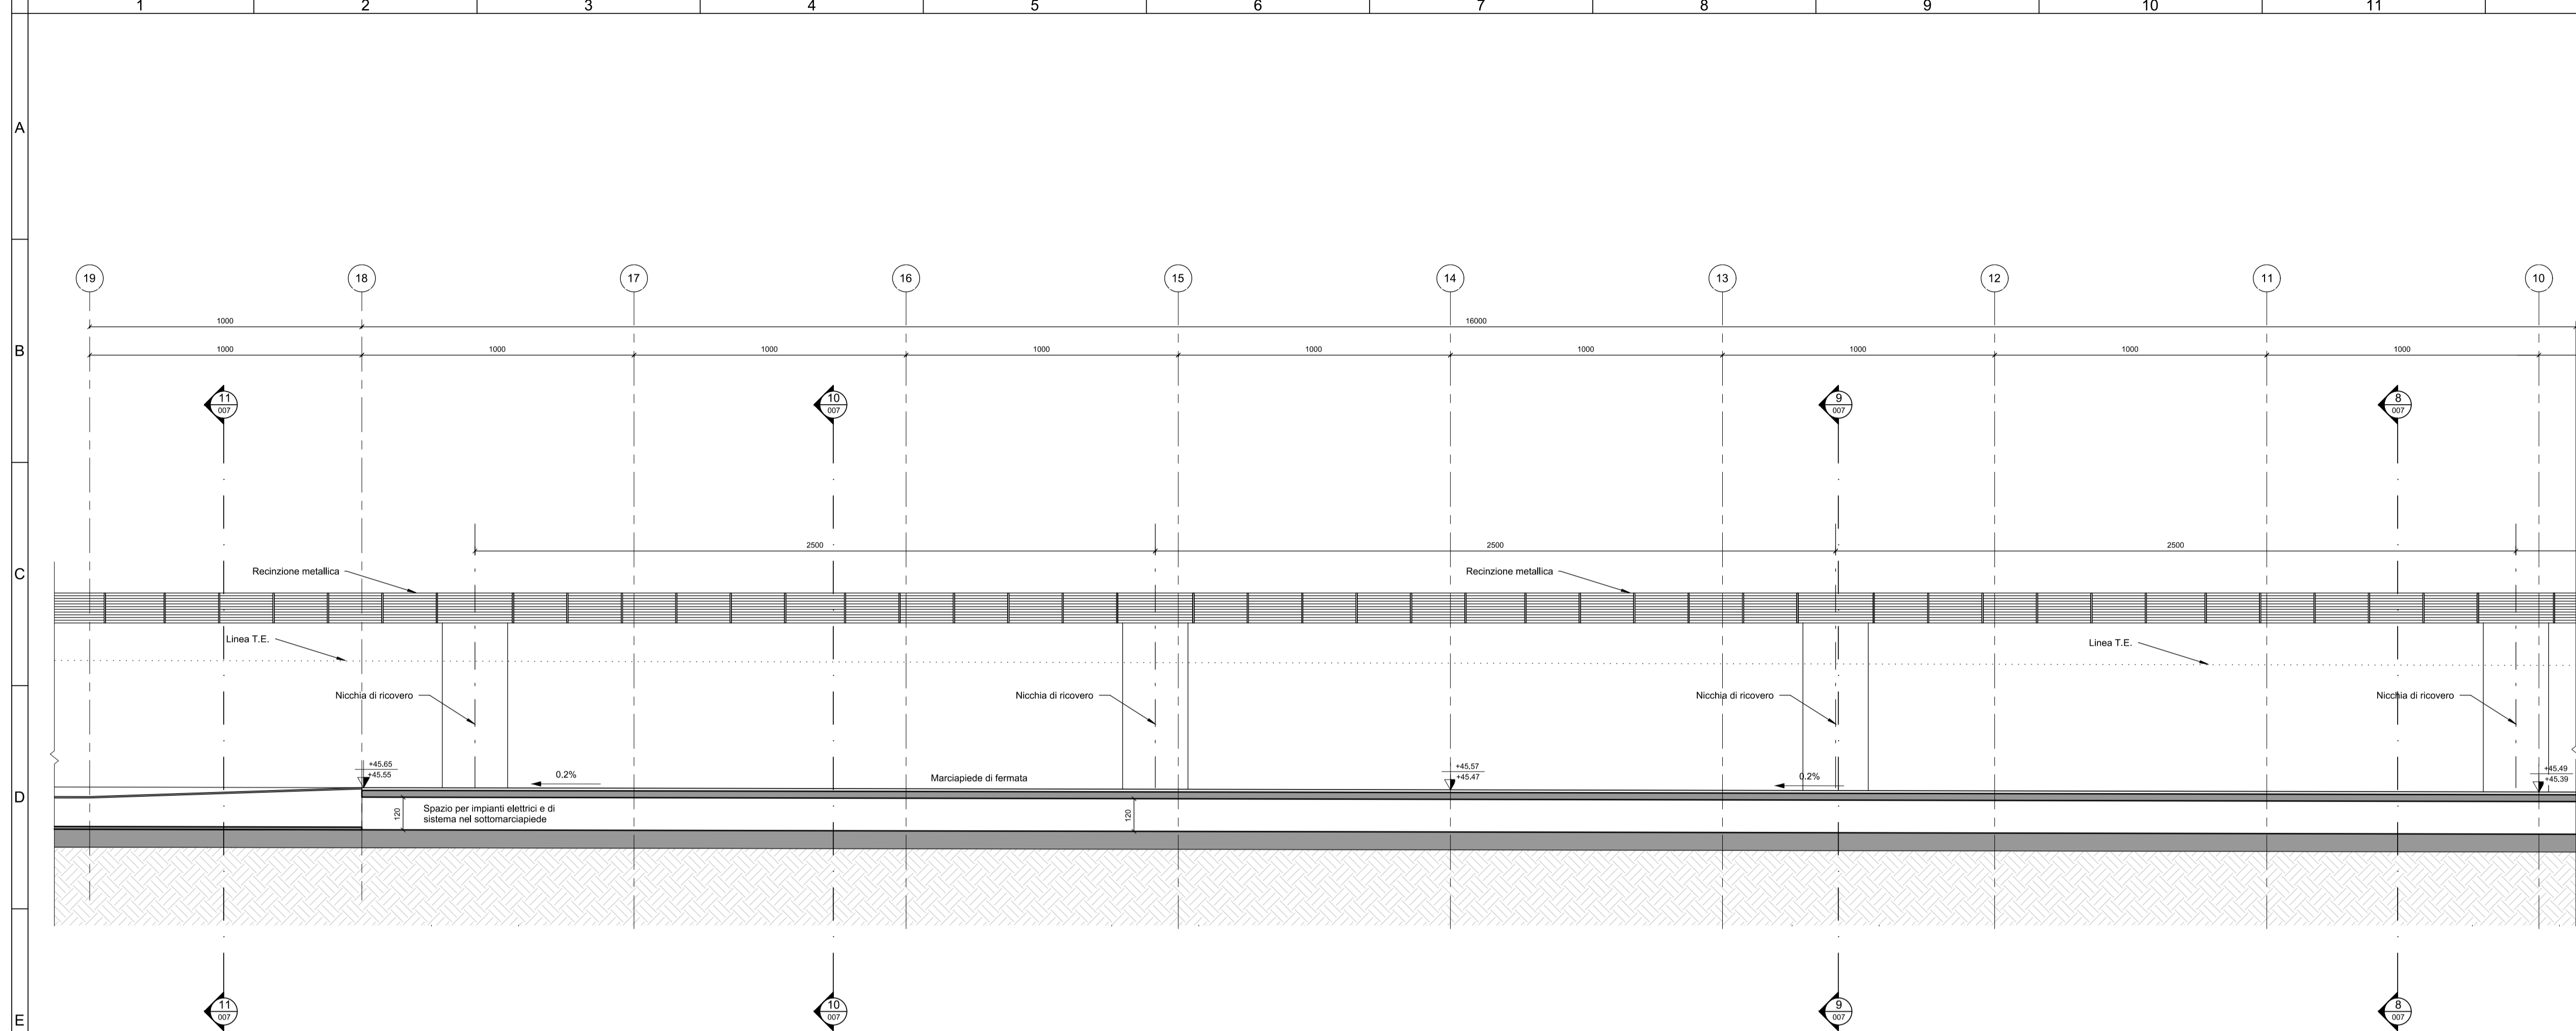 1 2 3 4 5 6 7 8 9 10 11
A
19 18 17 16 15 14 13 12 11 10
1000 16000
B
1000 1000 1000 1000 1000 1000 1000 1000 1000
11 10 9 8
007 007 007 007
2500 2500 2500
C
Recinzione metallica Recinzione metallica
Linea T.E. Linea T.E.
Nicchia di ricovero Nicchia di ricovero Nicchia di ricovero Nicchia di ricovero
+45.65 +45.57 +45.49
+45.55 +45.47 +45.39
0.2% Marciapiede di fermata 0.2%
D
120 Spazio per impianti elettrici e di
sistema nel sottomarciapiede
120
11 10 9 8
007 007 007 007
E